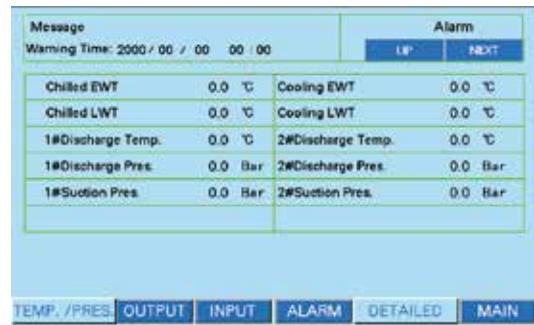 Message Alarm
Warning Time: 2000/ 00 / 00 00 : 00 UP NEXT
Chilled EWT 0.0 ℃ Cooling EWT 0.0 ℃
Chilled LWT 0.0 ℃ Cooling LWT 0.0 ℃
1#Discharge Temp. 0.0 ℃ 2#Discharge Temp. 0.0 ℃
1#Discharge Pres. 0.0 Bar 2#Discharge Pres. 0.0 Bar
1#Suction Pres. 0.0 Bar 2#Suction Pres. 0.0 Bar
TEMP. /PRES. OUTPUT INPUT ALARM DETAILED MAIN